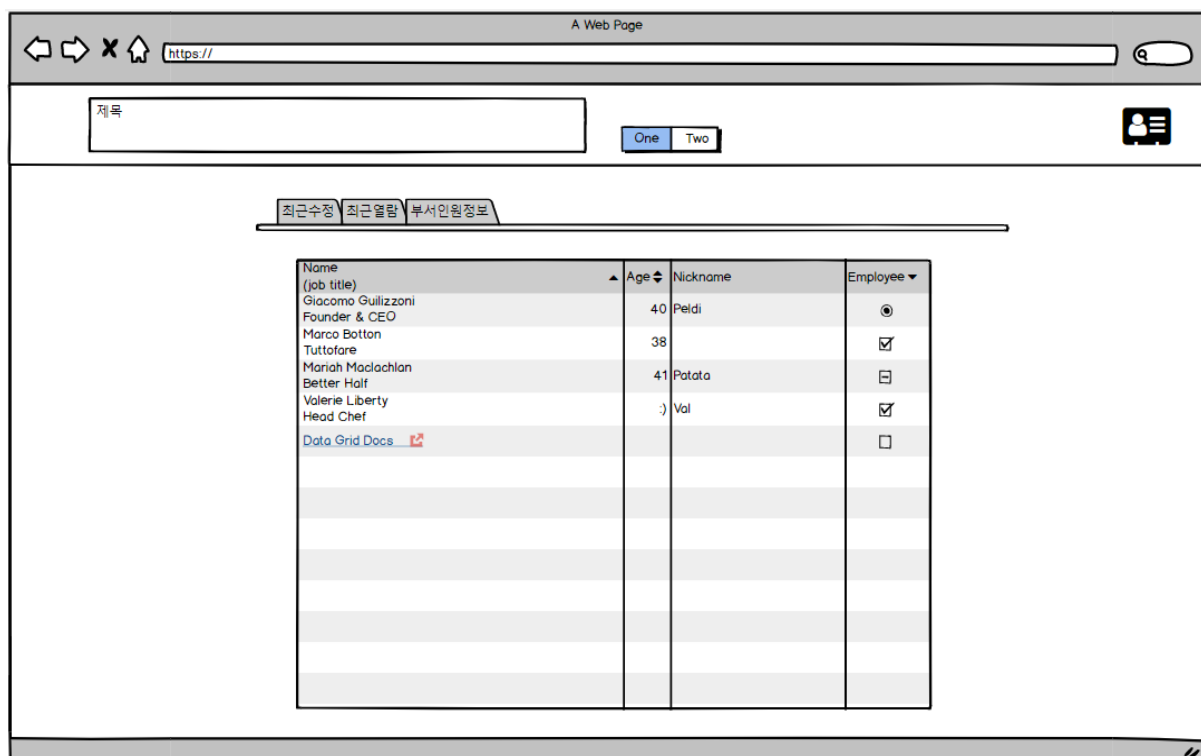 A Web Page
https://
제목
One Two
최근수정 최근열람 부서인원정보
Name
(job title)
Age Nickname Employee
Giacomo Guilizzoni
Founder & CEO
40 Peldi
Marco Botton
Tuttofare
38
Mariah Maclachlan
Better Half
41 Patata
Valerie Liberty
Head Chef
:) Val
Data Grid Docs